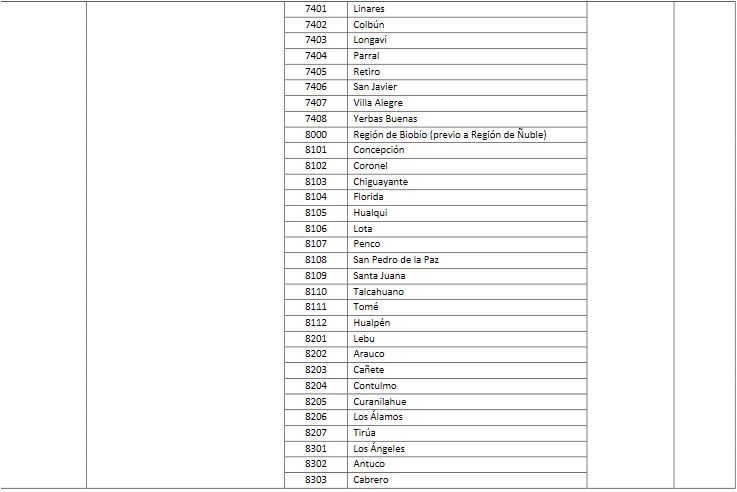 7401 Linares
7402 Colbún
7403 Longaví
7404 Parral
7405 Retiro
7406 San Javier
7407 Villa Alegre
7408 Yerbas Buenas
8000 Región de Biobío (previo a Región de Ñuble)
8101 Concepción
8102 Coronel
8103 Chiguayante
8104 Florida
8105 Hualqui
8106 Lota
8107 Penco
8108 San Pedro de la Paz
8109 Santa Juana
8110 Talcahuano
8111 Tomé
8112 Hualpén
8201 Lebu
8202 Arauco
8203 Cañete
8204 Contulmo
8205 Curanilahue
8206 Los Álamos
8207 Tirúa
8301 Los Ángeles
8302 Antuco
8303 Cabrero